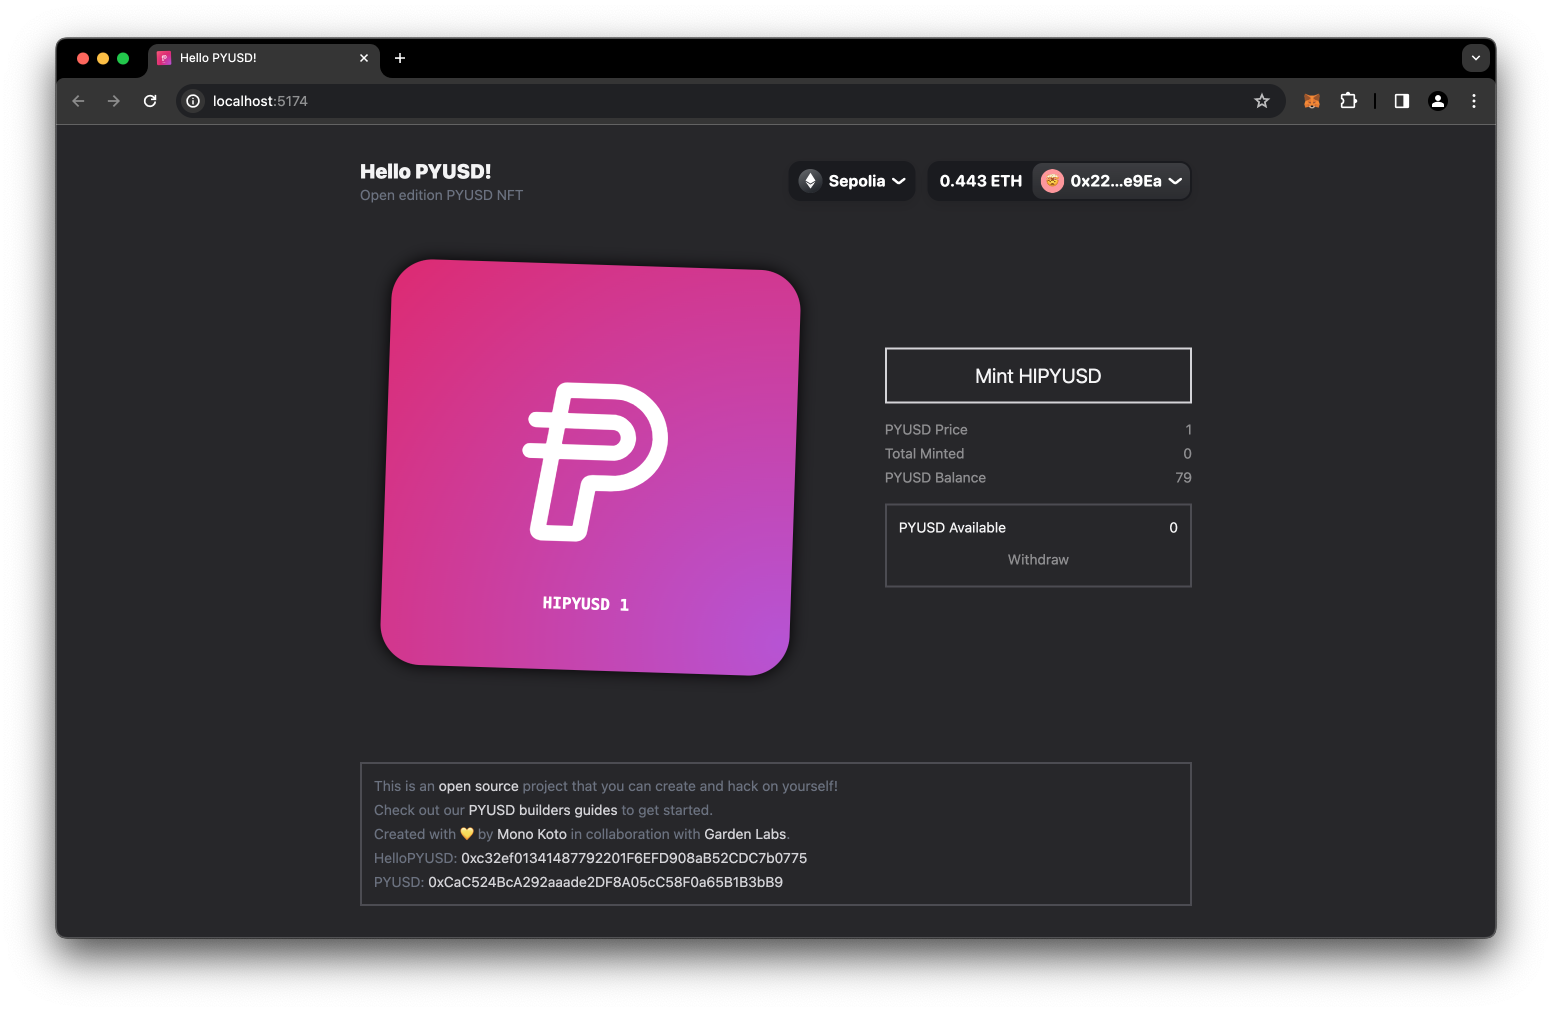 Hello PYUSD!
localhost:5174
Hello PYUSD!
Open edition PYUSD NFT
Sepolia
0.443 ETH
0x22...e9Ea
HIPYUSD 1
Mint HIPYUSD
PYUSD Price 1
Total Minted 0
PYUSD Balance 79
PYUSD Available 0
Withdraw
This is an open source project that you can create and hack on yourself!
Check out our PYUSD builders guides to get started.
Created with 💛 by Mono Koto in collaboration with Garden Labs.
HelloPYUSD: 0xc32ef01341487792201F6EFD908aB52CDC7b0775
PYUSD: 0xCaC524BcA292aaade2DF8A05cC58F0a65B1B3bB9